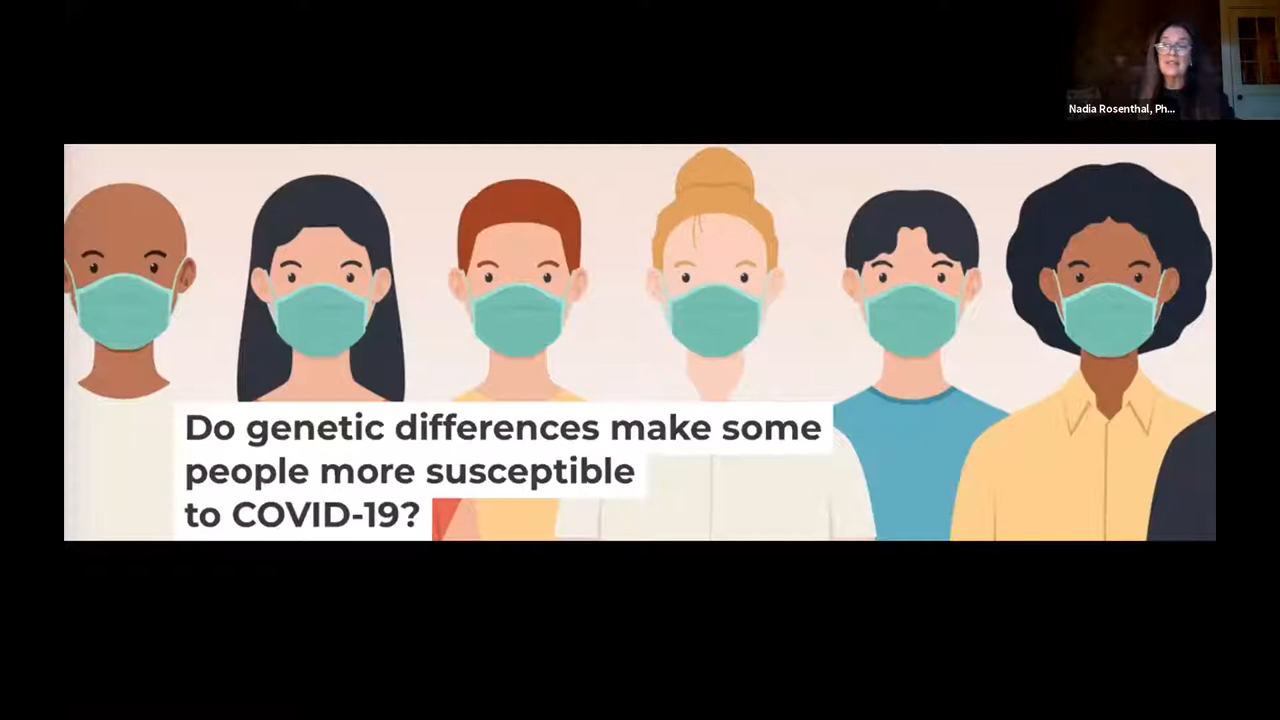 Nadia Rosenthal, Ph...
Do genetic differences make some
people more susceptible
to COVID-19?